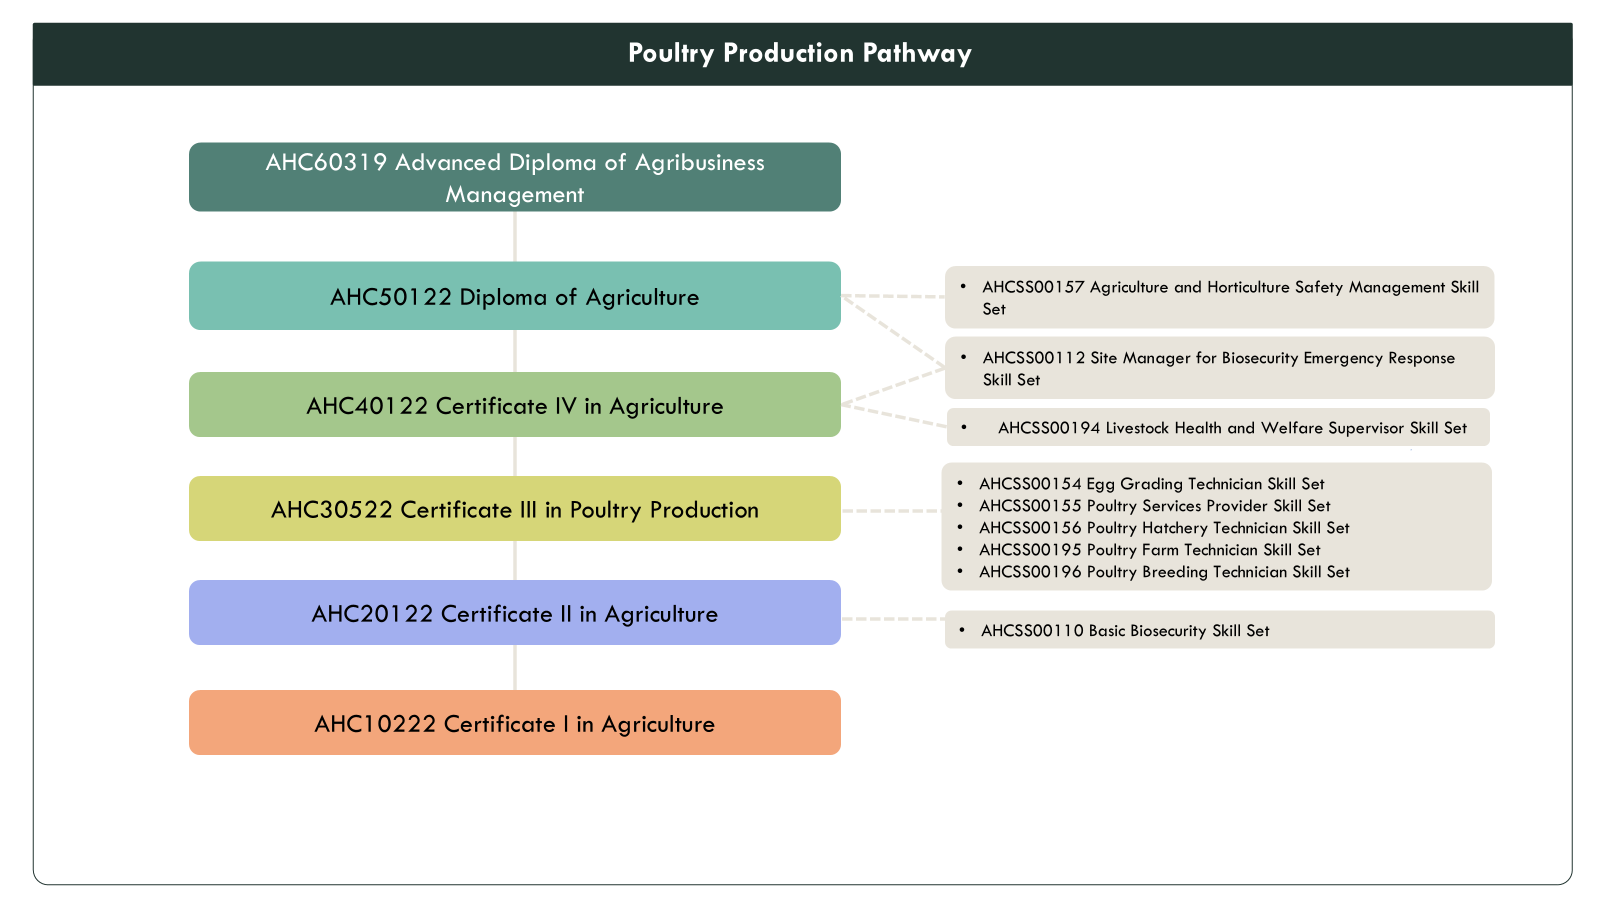 Poultry Production Pathway
AHC60319 Advanced Diploma of Agribusiness
Management
AHC50122 Diploma of Agriculture
• AHCSS00157 Agriculture and Horticulture Safety Management Skill
Set
• AHCSS00112 Site Manager for Biosecurity Emergency Response
Skill Set
AHC40122 Certificate IV in Agriculture
• AHCSS00194 Livestock Health and Welfare Supervisor Skill Set
AHC30522 Certificate III in Poultry Production
• AHCSS00154 Egg Grading Technician Skill Set
• AHCSS00155 Poultry Services Provider Skill Set
• AHCSS00156 Poultry Hatchery Technician Skill Set
• AHCSS00195 Poultry Farm Technician Skill Set
• AHCSS00196 Poultry Breeding Technician Skill Set
AHC20122 Certificate II in Agriculture
• AHCSS00110 Basic Biosecurity Skill Set
AHC10222 Certificate I in Agriculture